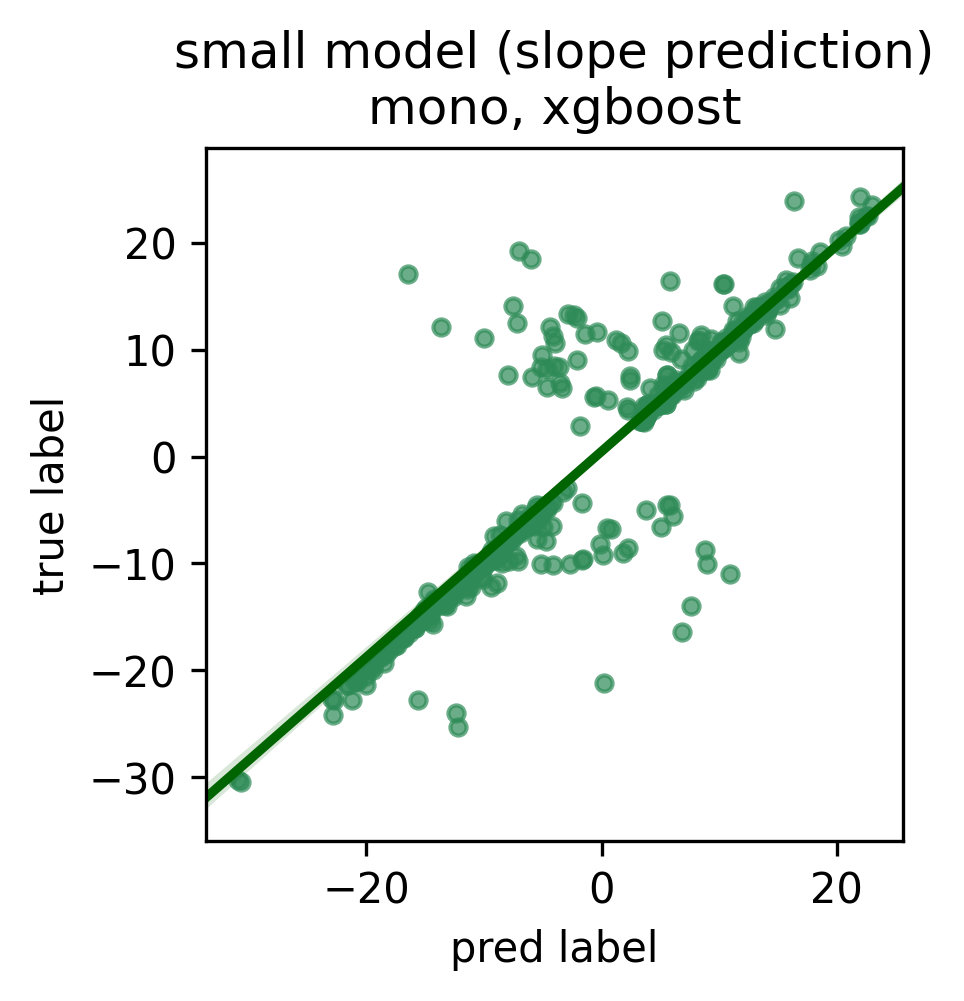 small model (slope prediction)
mono, xgboost
20
10
0
−10
−20
−30
true label
−20
0
20
pred label